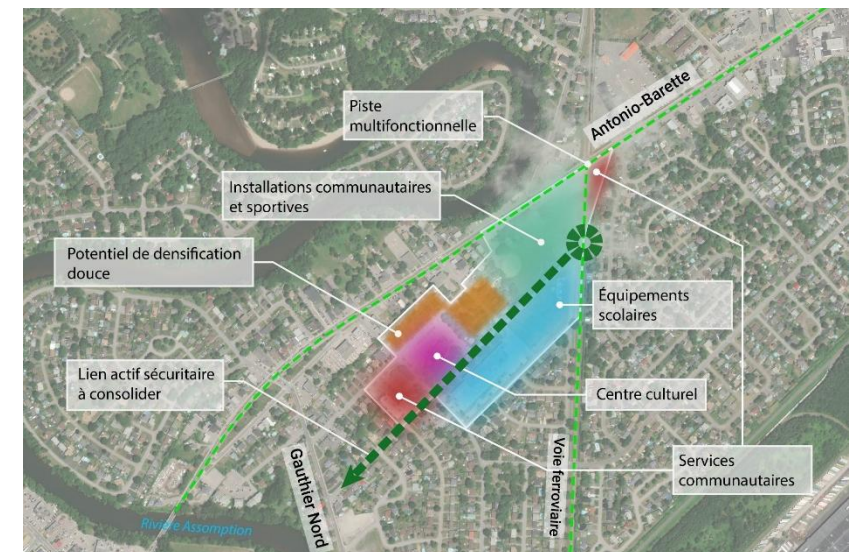 Piste
multifonctionnelle
Antonio-Barette
Installations communautaires
et sportives
Potentiel de densification
douce
Équipements
scolaires
Lien actif sécuritaire
à consolider
Centre culturel
Gauthier Nord
Voie ferroviaire
Services
communautaires
Rivière Assomption